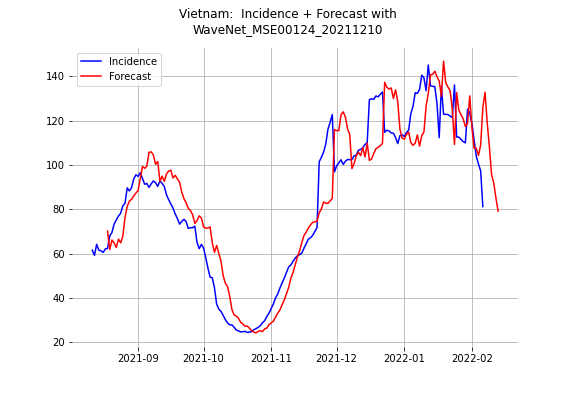 Vietnam:  Incidence + Forecast with
WaveNet_MSE00124_20211210
Incidence
Forecast
140
120
100
80
60
40
20
2021-09 2021-10 2021-11 2021-12 2022-01 2022-02